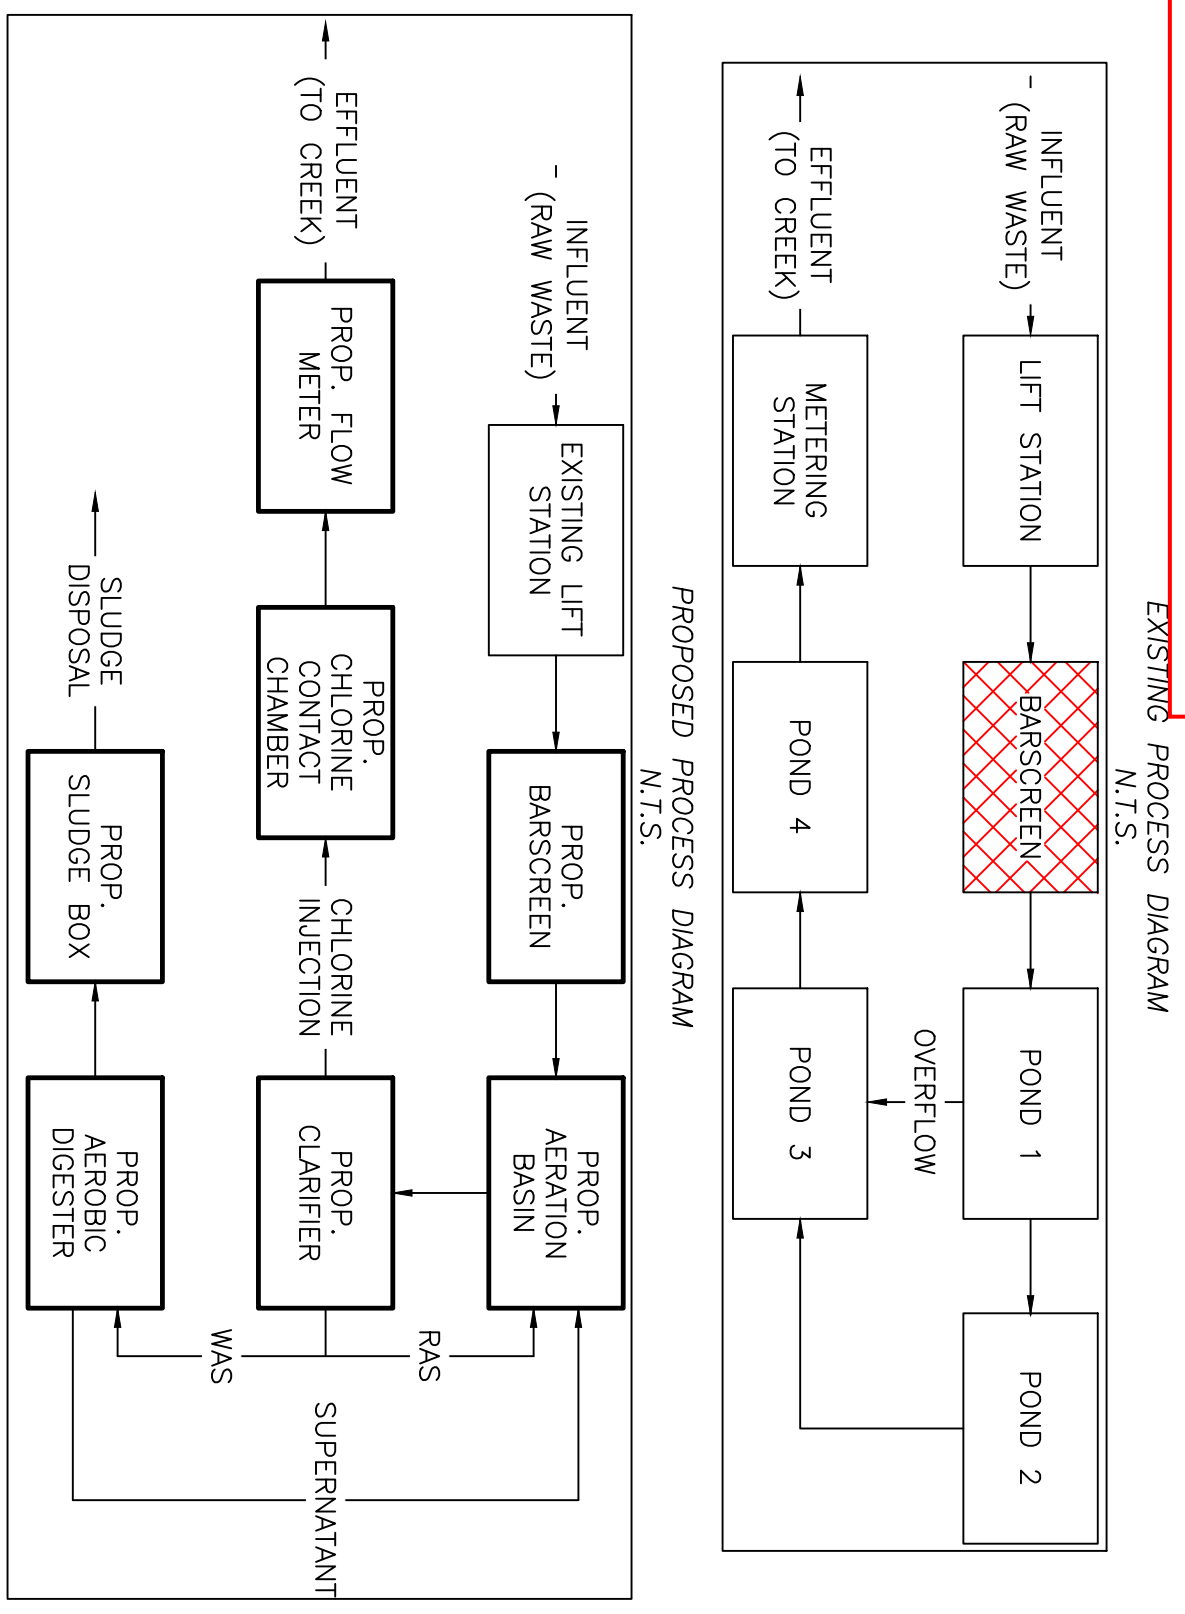 INFLUENT
(RAW WASTE)
LIFT STATION
BARSCREEN
POND 1
POND 2
OVERFLOW
EFFLUENT
(TO CREEK)
METERING
STATION
POND 4
POND 3
EXISTING PROCESS DIAGRAM
N.T.S.
INFLUENT
(RAW WASTE)
EXISTING LIFT
STATION
PROP.
BARSCREEN
PROP.
AERATION
BASIN
EFFLUENT
(TO CREEK)
PROP. FLOW
METER
PROP.
CHLORINE
CONTACT
CHAMBER
CHLORINE
INJECTION
PROP.
CLARIFIER
RAS
WAS
SUPERNATANT
SLUDGE
DISPOSAL
PROP.
SLUDGE BOX
PROP.
AEROBIC
DIGESTER
PROPOSED PROCESS DIAGRAM
N.T.S.